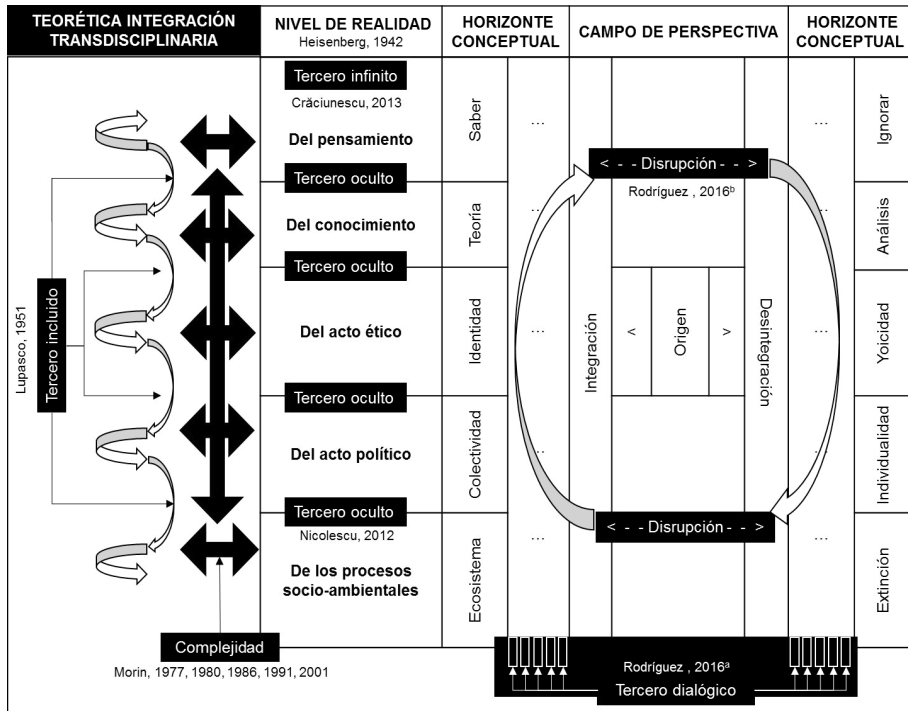 TEORÉTICA INTEGRACIÓN
TRANSDISCIPLINARIA
NIVEL DE REALIDAD
Heisenberg, 1942
HORIZONTE
CONCEPTUAL
CAMPO DE PERSPECTIVA
HORIZONTE
CONCEPTUAL
Lupasco, 1951
Tercero incluido
Complejidad
Morin, 1977, 1980, 1986, 1991, 2001
Tercero infinito
Crăciunescu, 2013
Del pensamiento
Tercero oculto
Del conocimiento
Tercero oculto
Del acto ético
Tercero oculto
Del acto político
Tercero oculto
Nicolescu, 2012
De los procesos
socio-ambientales
Saber
Teoría
Identidad
Colectividad
Ecosistema
...
...
...
...
...
< - - Disrupción - - >
Rodríguez , 2016ᵇ
Integración
<
Origen
>
Desintegración
< - - Disrupción - - >
...
...
...
...
...
Ignorar
Análisis
Yoicidad
Individualidad
Extinción
Rodríguez , 2016ᵃ
Tercero dialógico